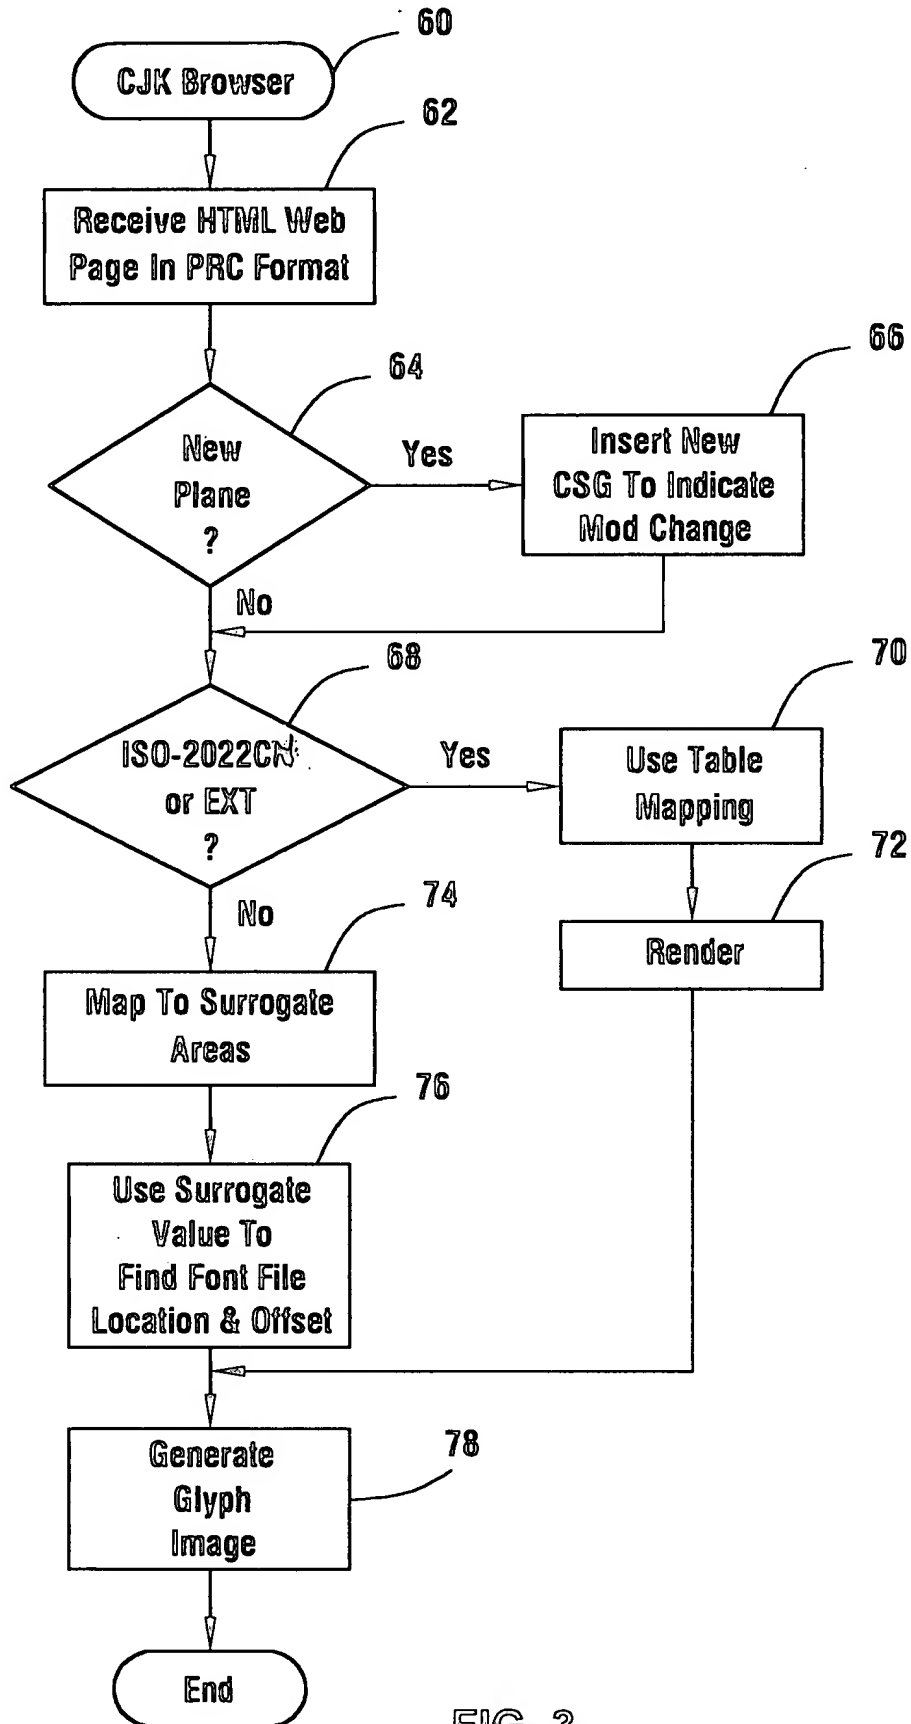 60
CJK Browser
62
Receive HTML Web
Page In PRC Format
64
New
Plane
?
Yes
66
Insert New
CSG To Indicate
Mod Change
No
68
ISO-2022CN
or EXT
?
Yes
70
Use Table
Mapping
72
Render
No
74
Map To Surrogate
Areas
76
Use Surrogate
Value To
Find Font File
Location & Offset
78
Generate
Glyph
Image
End